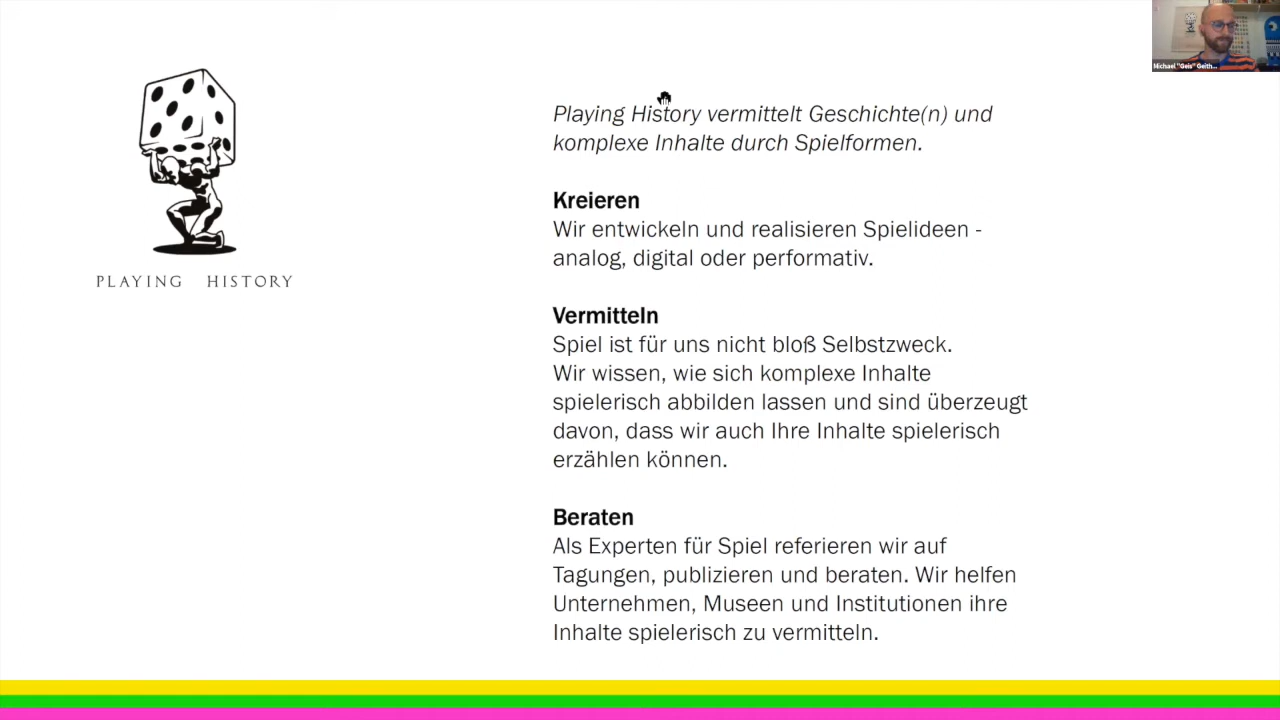 Michael "Geis" Geith...
Playing History vermittelt Geschichte(n) und
komplexe Inhalte durch Spielformen.
Kreieren
Wir entwickeln und realisieren Spielideen -
analog, digital oder performativ.
Vermitteln
Spiel ist für uns nicht bloß Selbstzweck.
Wir wissen, wie sich komplexe Inhalte
spielerisch abbilden lassen und sind überzeugt
davon, dass wir auch Ihre Inhalte spielerisch
erzählen können.
Beraten
Als Experten für Spiel referieren wir auf
Tagungen, publizieren und beraten. Wir helfen
Unternehmen, Museen und Institutionen ihre
Inhalte spielerisch zu vermitteln.
PLAYING HISTORY